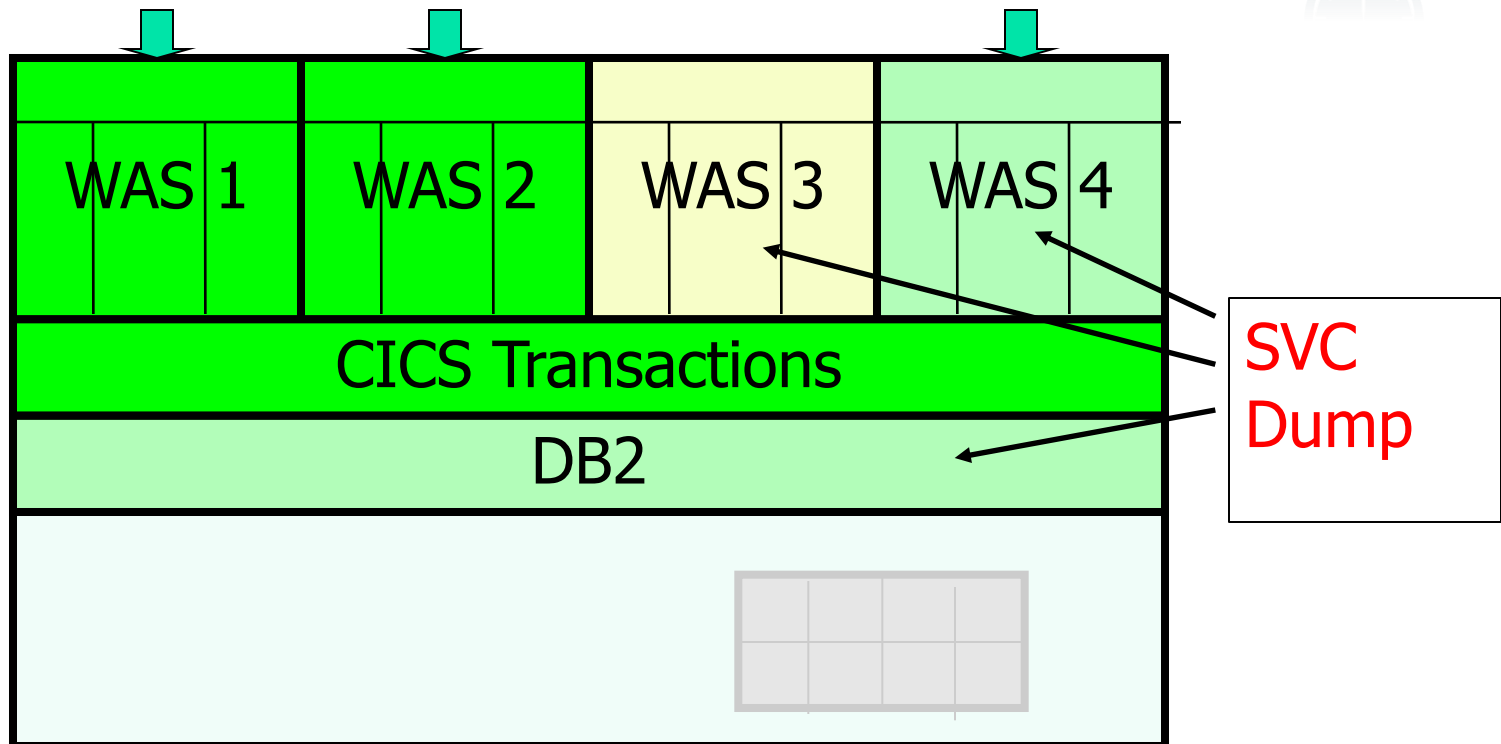 WAS 1
WAS 2
WAS 3
WAS 4
CICS Transactions
DB2
SVC
Dump